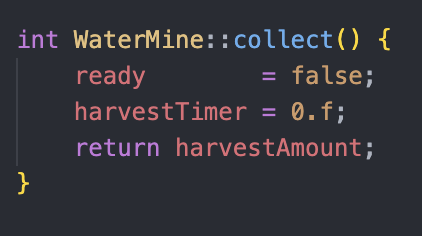 int WaterMine::collect() {
    ready        = false;
    harvestTimer = 0.f;
    return harvestAmount;
}